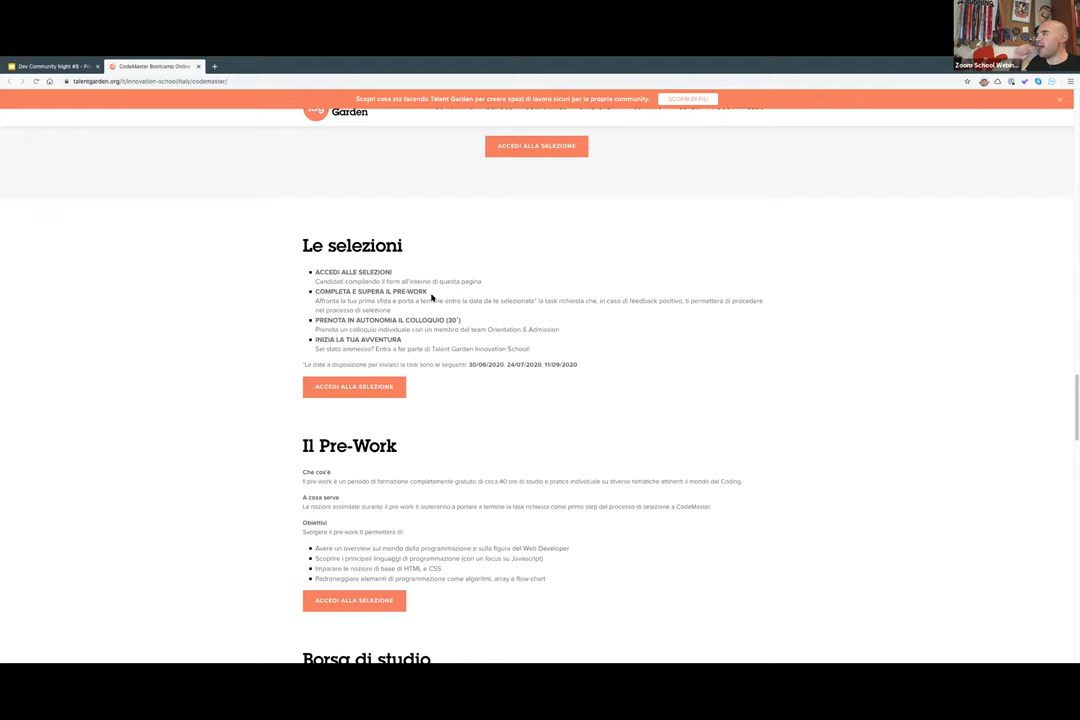 Zoom School Webin...
Dev Community Night #8 - Pre
CodeMaster Bootcamp Online
talentgarden.org/it/innovation-school/italy/codemaster/
Scopri cosa sta facendo Talent Garden per creare spazi di lavoro sicuri per la propria community.
SCOPRI DI PIÙ
Garden
ACCEDI ALLA SELEZIONE
Le selezioni
ACCEDI ALLE SELEZIONI
Candidati compilando il form all'interno di questa pagina
COMPLETA E SUPERA IL PRE-WORK
Affronta la tua prima sfida e porta a termine entro la data da te selezionata* la task richiesta che, in caso di feedback positivo, ti permetterà di procedere
nel processo di selezione
PRENOTA IN AUTONOMIA IL COLLOQUIO (30')
Prenota un colloquio individuale con un membro del team Orientation & Admission
INIZIA LA TUA AVVENTURA
Sei stato ammesso? Entra a far parte di Talent Garden Innovation School!
*Le date a disposizione per inviarci la task sono le seguenti: 30/06/2020, 24/07/2020, 11/09/2020
ACCEDI ALLA SELEZIONE
Il Pre-Work
Che cos'è
Il pre-work è un periodo di formazione completamente gratuito di circa 40 ore di studio e pratica individuale su diverse tematiche attinenti il mondo del Coding.
A cosa serve
Le nozioni assimilate durante il pre-work ti aiuteranno a portare a termine la task richiesta come primo step del processo di selezione a CodeMaster.
Obiettivi
Svolgere il pre-work ti permetterà di:
Avere un overview sul mondo della programmazione e sulla figura del Web Developer
Scoprire i principali linguaggi di programmazione (con un focus su Javascript)
Imparare le nozioni di base di HTML e CSS
Padroneggiare elementi di programmazione come algoritmi, array e flow chart
ACCEDI ALLA SELEZIONE
Borsa di studio